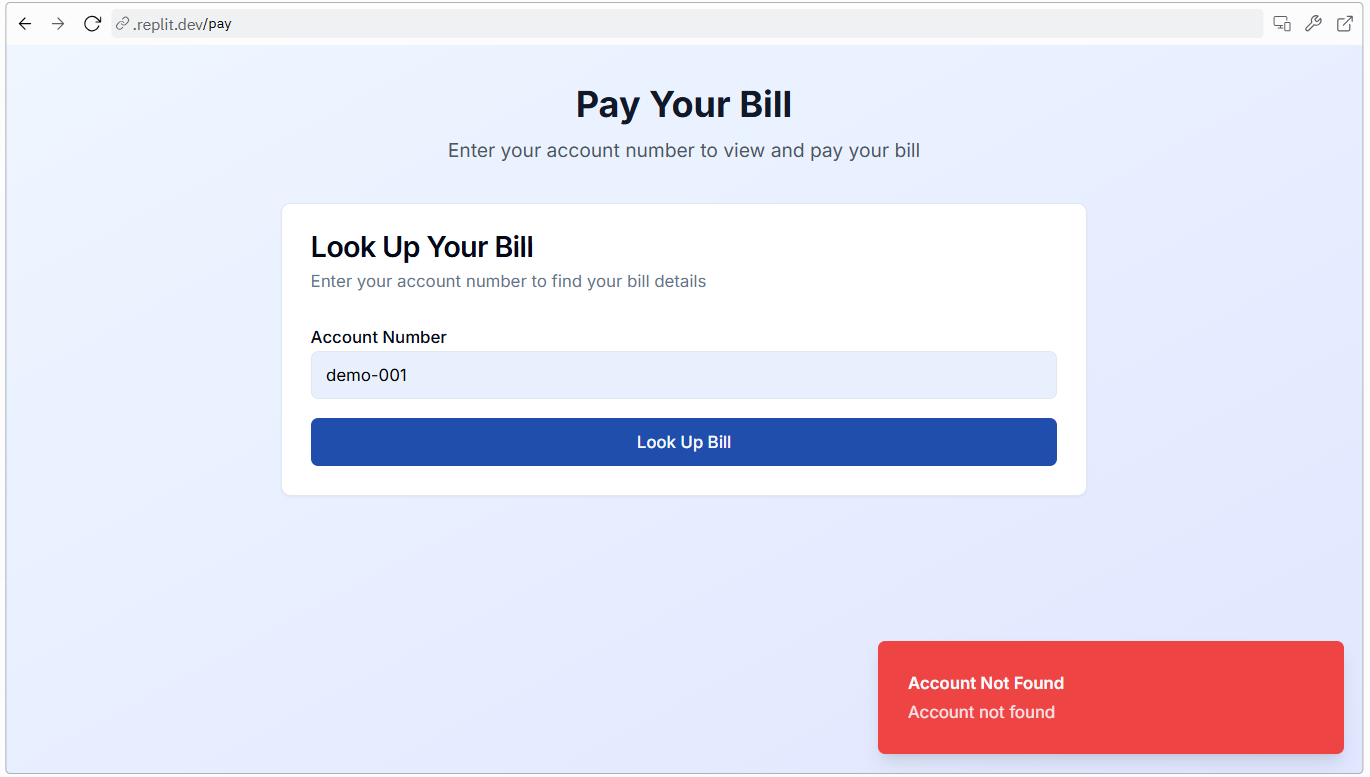 .replit.dev/pay
Pay Your Bill
Enter your account number to view and pay your bill
Look Up Your Bill
Enter your account number to find your bill details
Account Number
demo-001
Look Up Bill
Account Not Found
Account not found